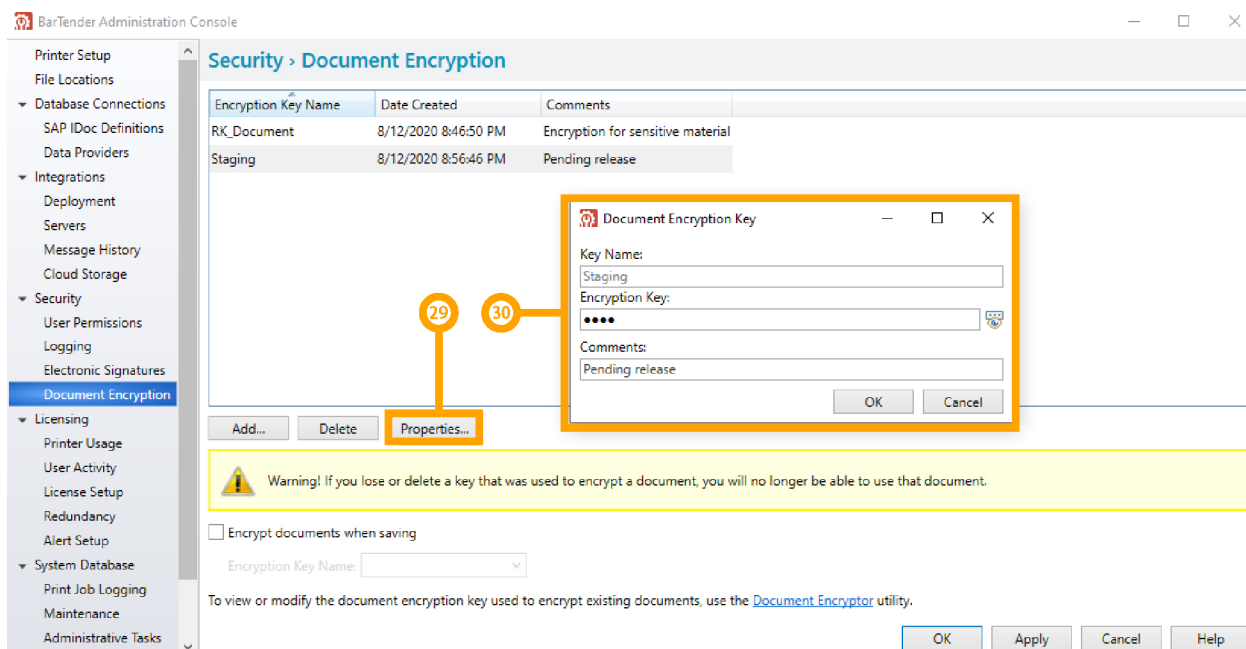 BarTender Administration Console
Printer Setup
File Locations
Database Connections
SAP IDoc Definitions
Data Providers
Integrations
Deployment
Servers
Message History
Cloud Storage
Security
User Permissions
Logging
Electronic Signatures
Document Encryption
Licensing
Printer Usage
User Activity
License Setup
Redundancy
Alert Setup
System Database
Print Job Logging
Maintenance
Administrative Tasks
Security › Document Encryption
Encryption Key Name Date Created Comments
RK_Document 8/12/2020 8:46:50 PM Encryption for sensitive material
Staging 8/12/2020 8:56:46 PM Pending release
29
30
Document Encryption Key
Key Name:
Staging
Encryption Key:
••••
Comments:
Pending release
OK Cancel
Add... Delete Properties...
Warning! If you lose or delete a key that was used to encrypt a document, you will no longer be able to use that document.
Encrypt documents when saving
Encryption Key Name:
To view or modify the document encryption key used to encrypt existing documents, use the Document Encryptor utility.
OK Apply Cancel Help